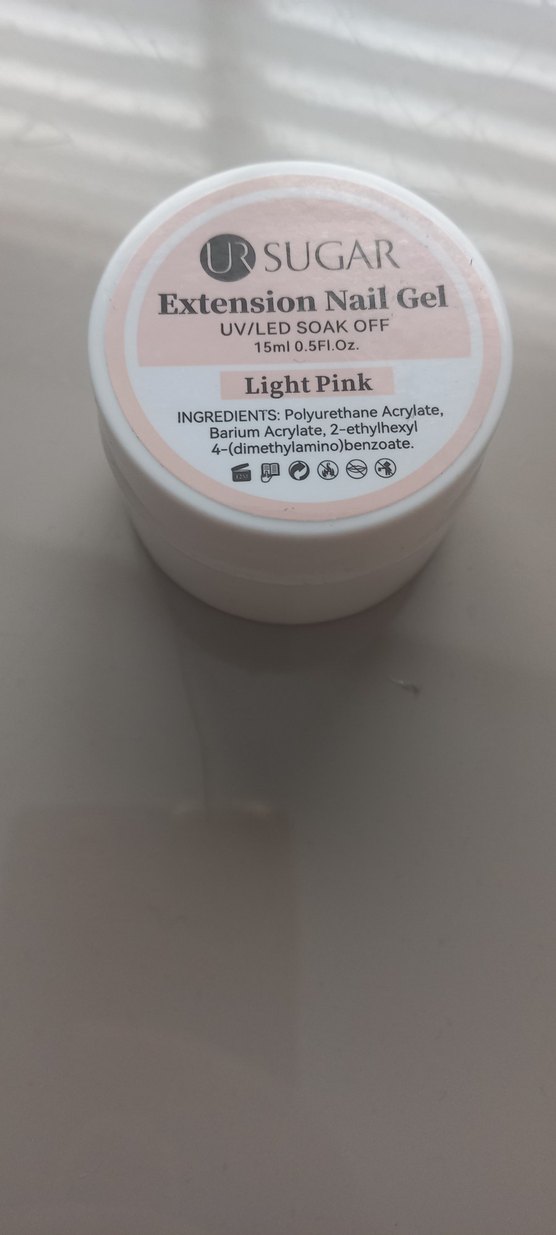 UR SUGAR
Extension Nail Gel
UV/LED SOAK OFF
15ml 0.5Fl.Oz.
Light Pink
INGREDIENTS: Polyurethane Acrylate,
Barium Acrylate, 2-ethylhexyl
4-(dimethylamino)benzoate.